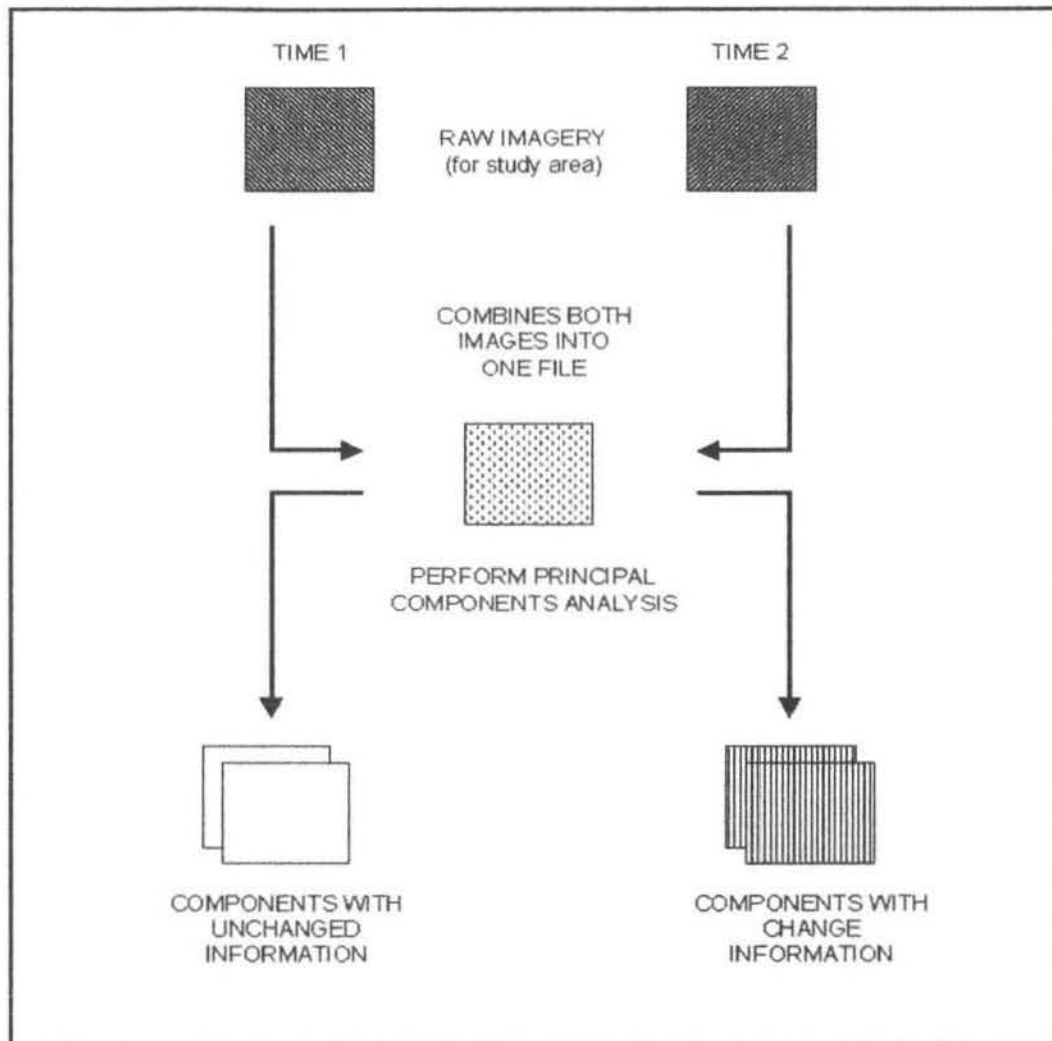 TIME 1
TIME 2
RAW IMAGERY
(for study area)
COMBINES BOTH
IMAGES INTO
ONE FILE
PERFORM PRINCIPAL
COMPONENTS ANALYSIS
COMPONENTS WITH
UNCHANGED
INFORMATION
COMPONENTS WITH
CHANGE
INFORMATION